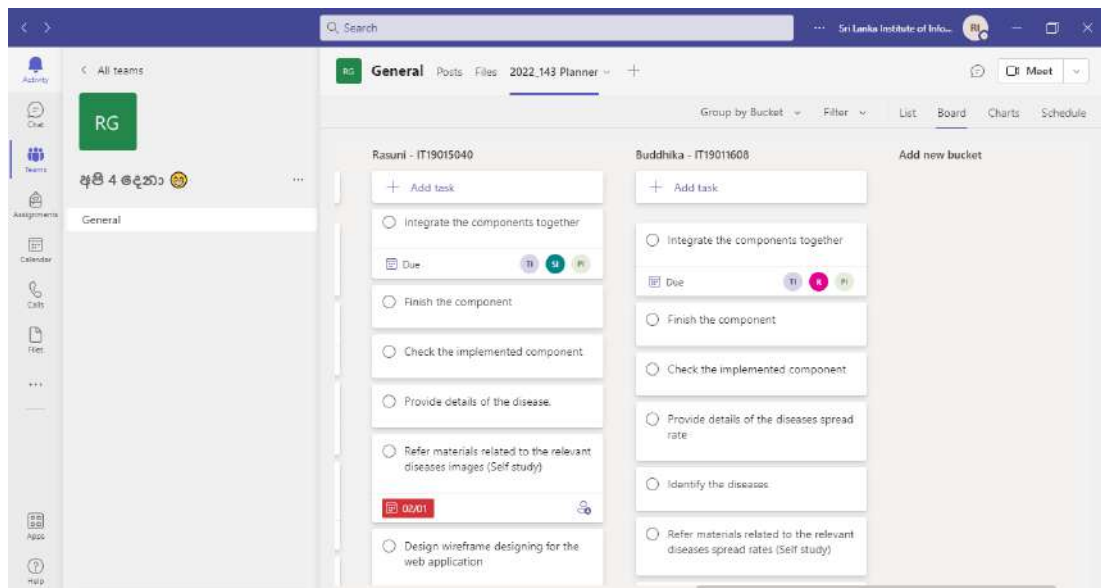 Search
Sri Lanka Institute of Info...
RI
Activity
Chat
Teams
Assignments
Calendar
Calls
Files
Apps
Help
All teams
RG
අපි 4 දෙනා
General
RG General Posts Files 2022_143 Planner
Meet
Group by Bucket Filter List Board Charts Schedule
Rasuni - IT19015040
Add task
Integrate the components together
Due TI SI PI
Finish the component
Check the implemented component
Provide details of the disease.
Refer materials related to the relevant
diseases images (Self study)
02/01
Design wireframe designing for the
web application
Buddhika - IT19011608
Add task
Integrate the components together
Due TI R PI
Finish the component
Check the implemented component
Provide details of the diseases spread
rate
Identify the diseases
Refer materials related to the relevant
diseases spread rates (Self study)
Add new bucket